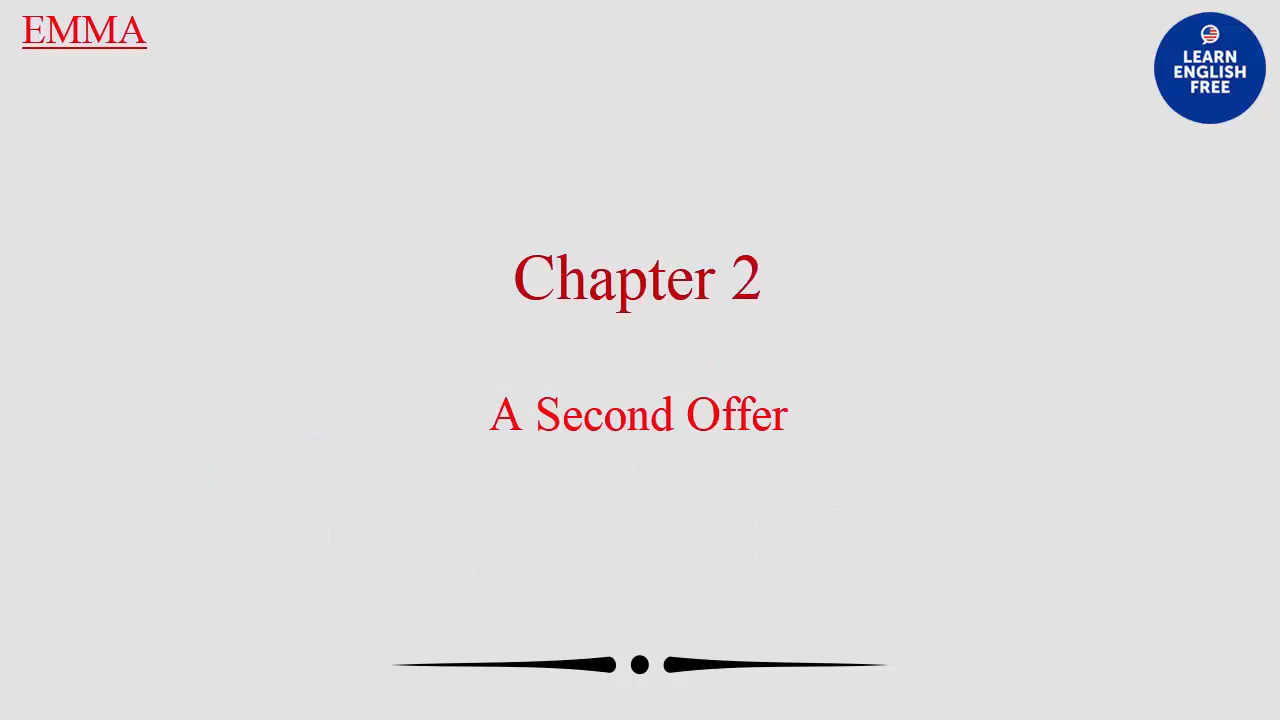 EMMA
LEARN
ENGLISH
FREE
Chapter 2
A Second Offer